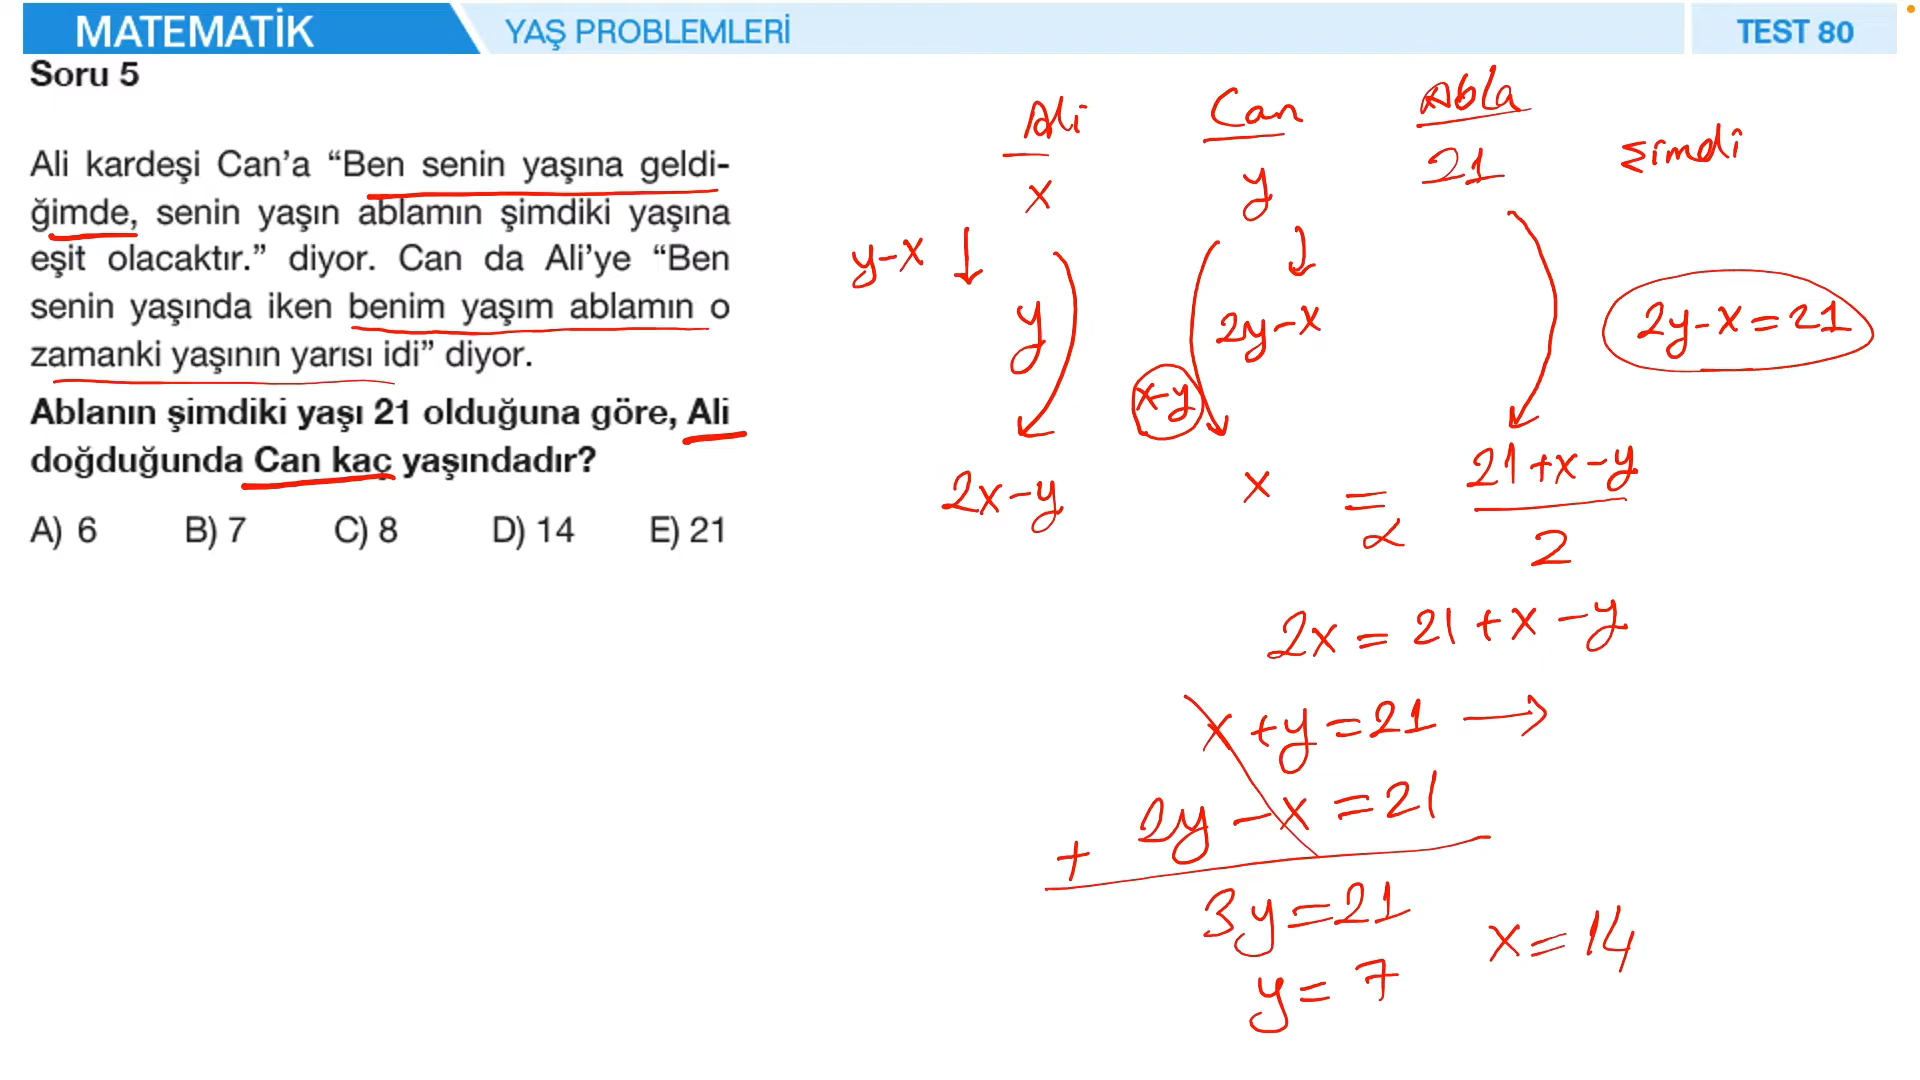 MATEMATİK
YAŞ PROBLEMLERİ
TEST 80
Soru 5
Ali kardeşi Can’a “Ben senin yaşına geldi-
ğimde, senin yaşın ablamın şimdiki yaşına
eşit olacaktır.” diyor. Can da Ali’ye “Ben
senin yaşında iken benim yaşım ablamın o
zamanki yaşının yarısı idi” diyor.
Ablanın şimdiki yaşı 21 olduğuna göre, Ali
doğduğunda Can kaç yaşındadır?
A) 6 B) 7 C) 8 D) 14 E) 21
Ali Can Abla
x y 21 şimdi
y-x
y 2y-x 2y-x=21
x-y
2x-y x = 21+x-y
2
2x = 21+x-y
x+y=21 →
+ 2y-x=21
3y=21
y=7 x=14